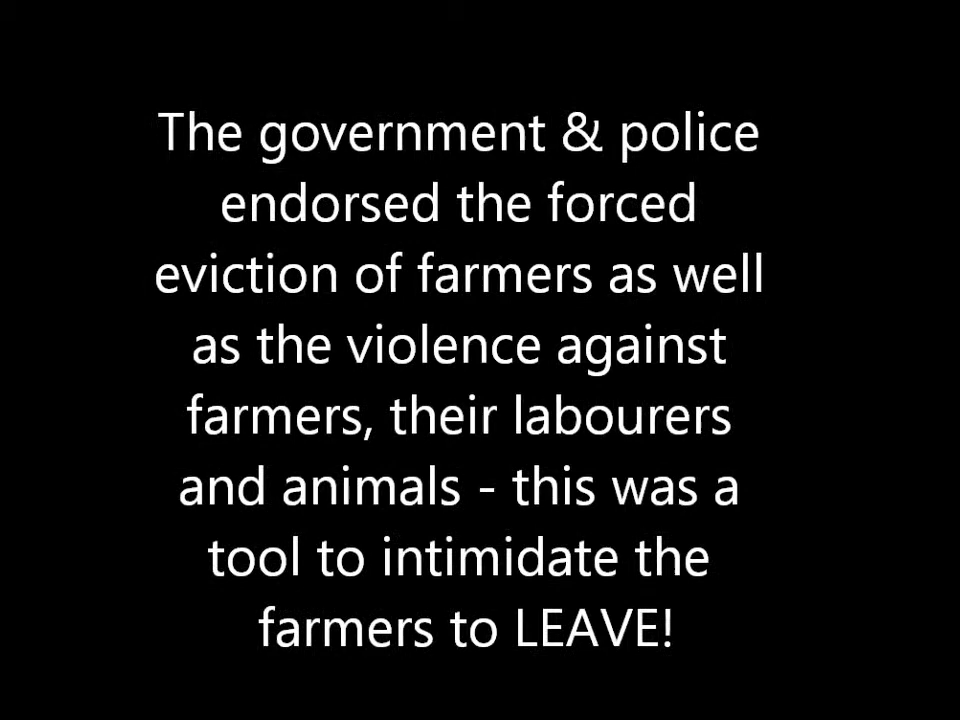 The government & police
endorsed the forced
eviction of farmers as well
as the violence against
farmers, their labourers
and animals - this was a
tool to intimidate the
farmers to LEAVE!